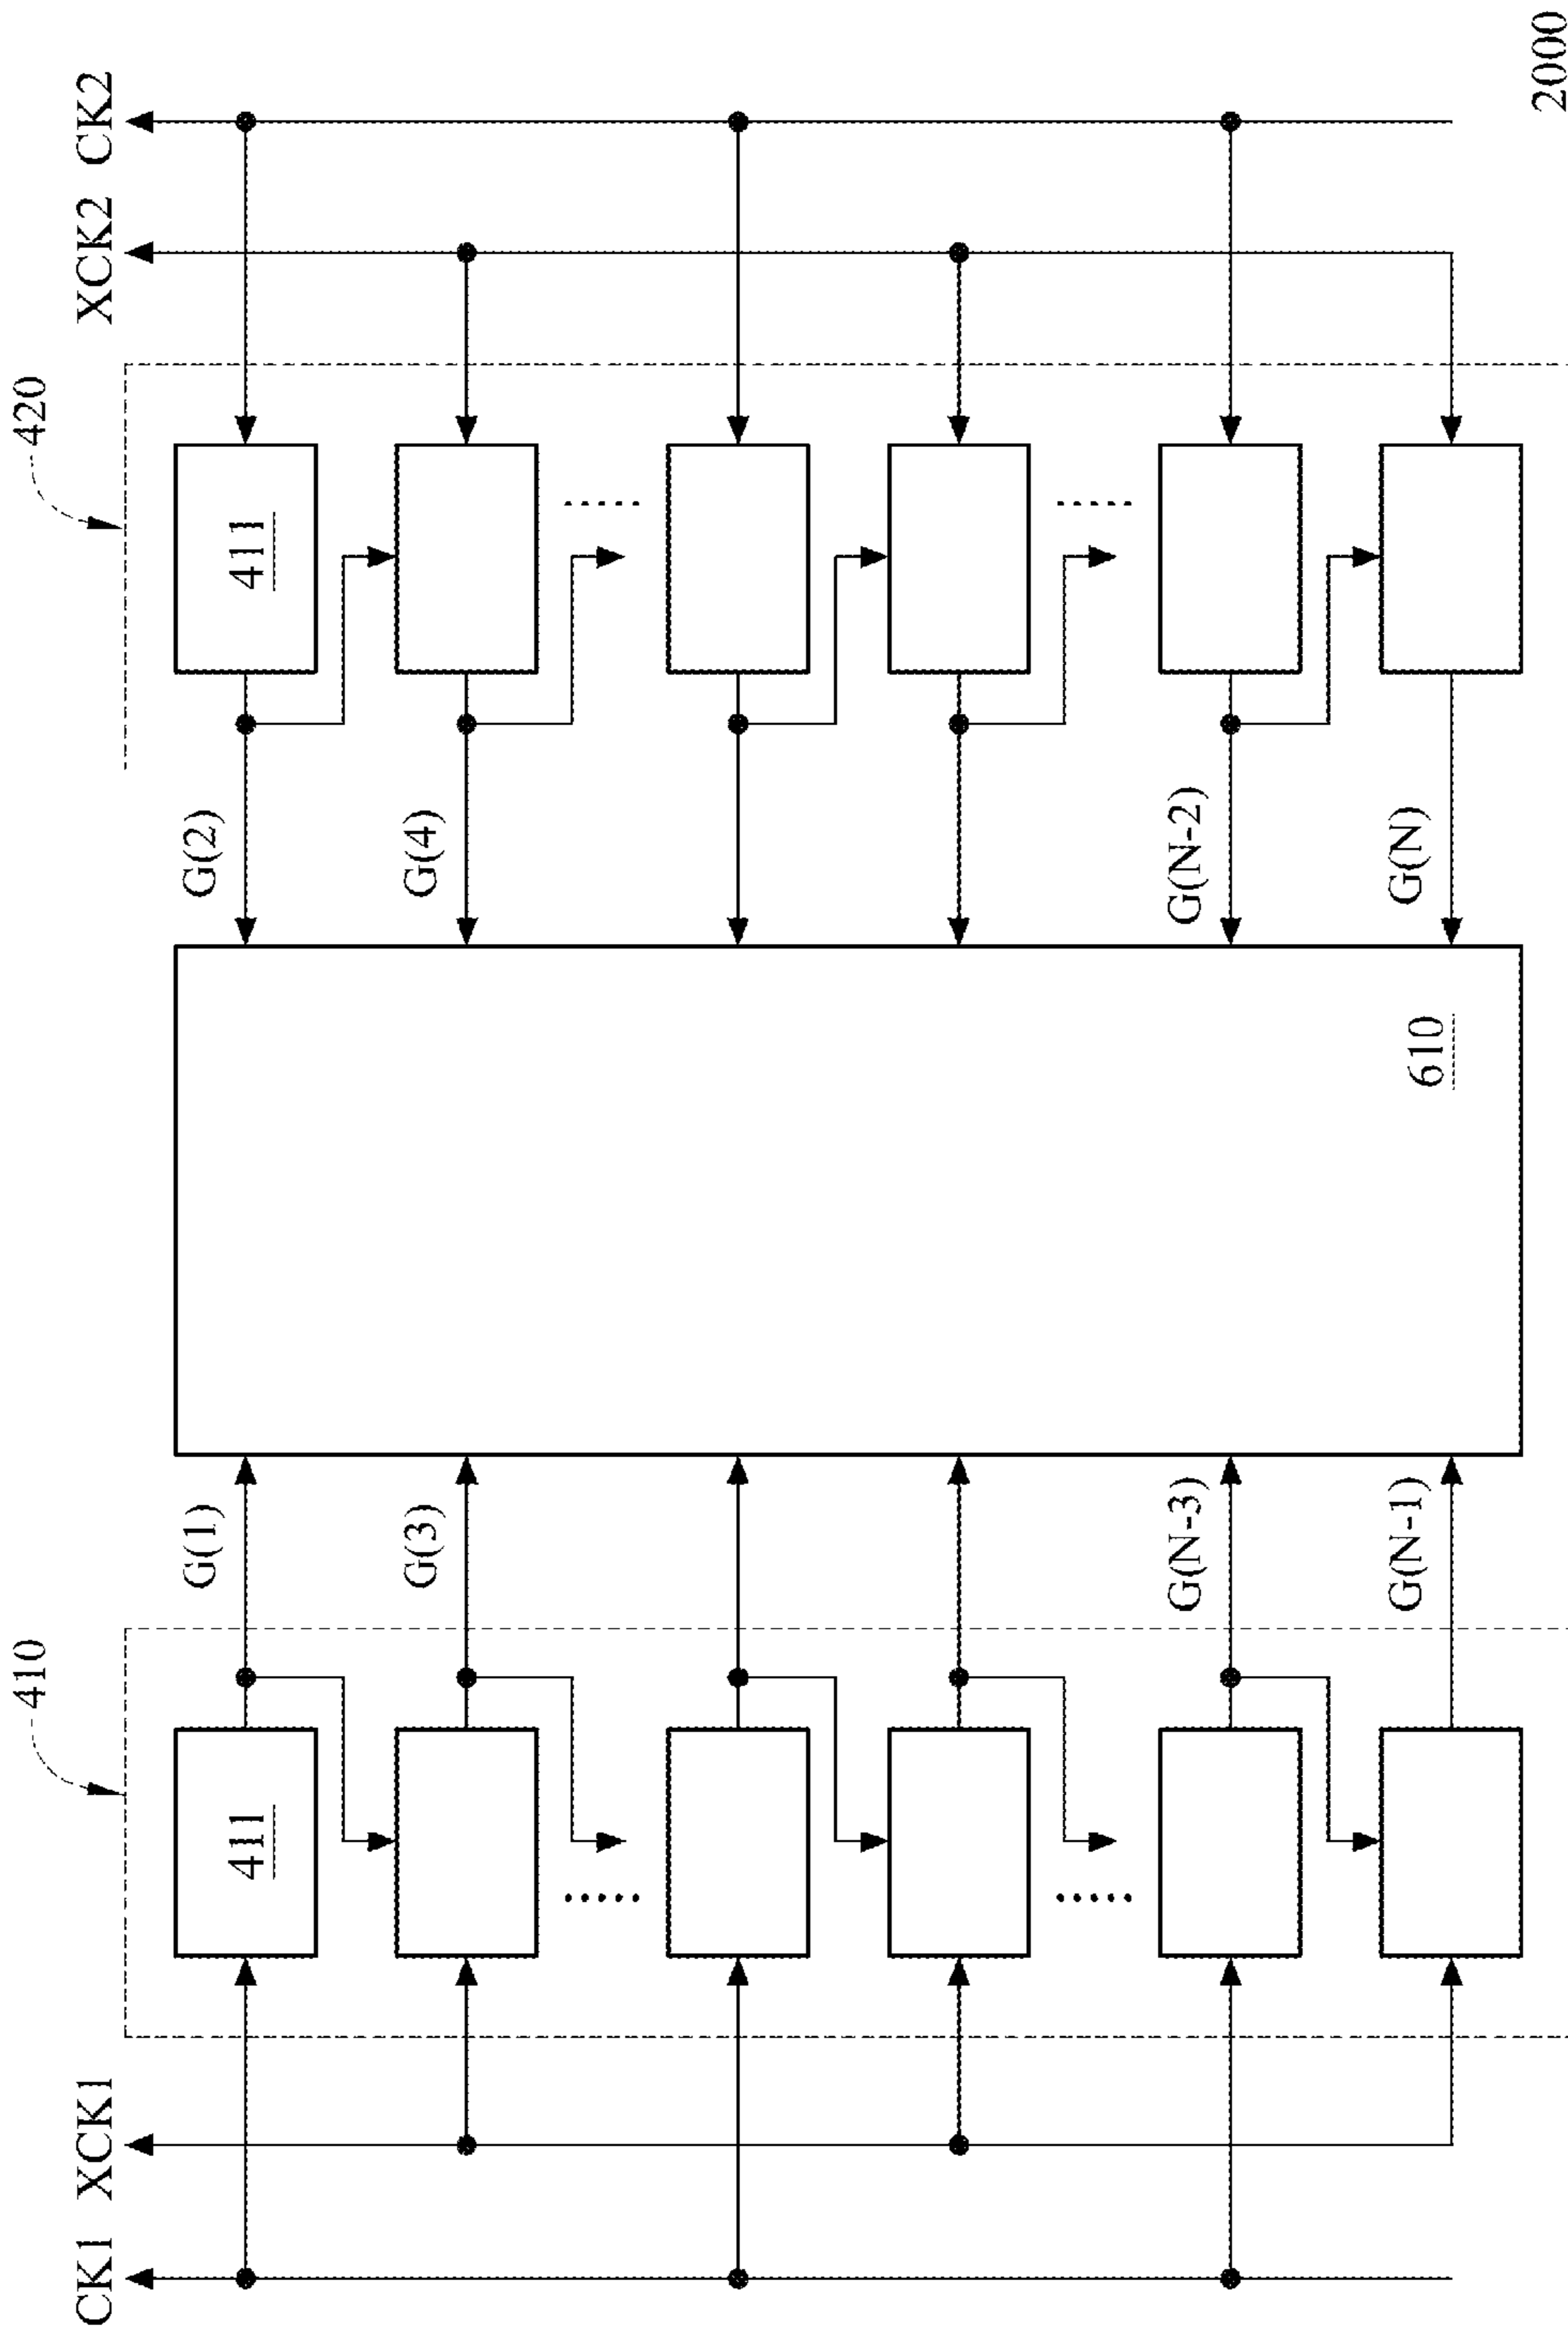 410
420
CK1
XCK1
XCK2
CK2
411
G(1)
G(2)
411
G(3)
G(4)
G(N-3)
G(N-2)
G(N-1)
610
G(N)
2000